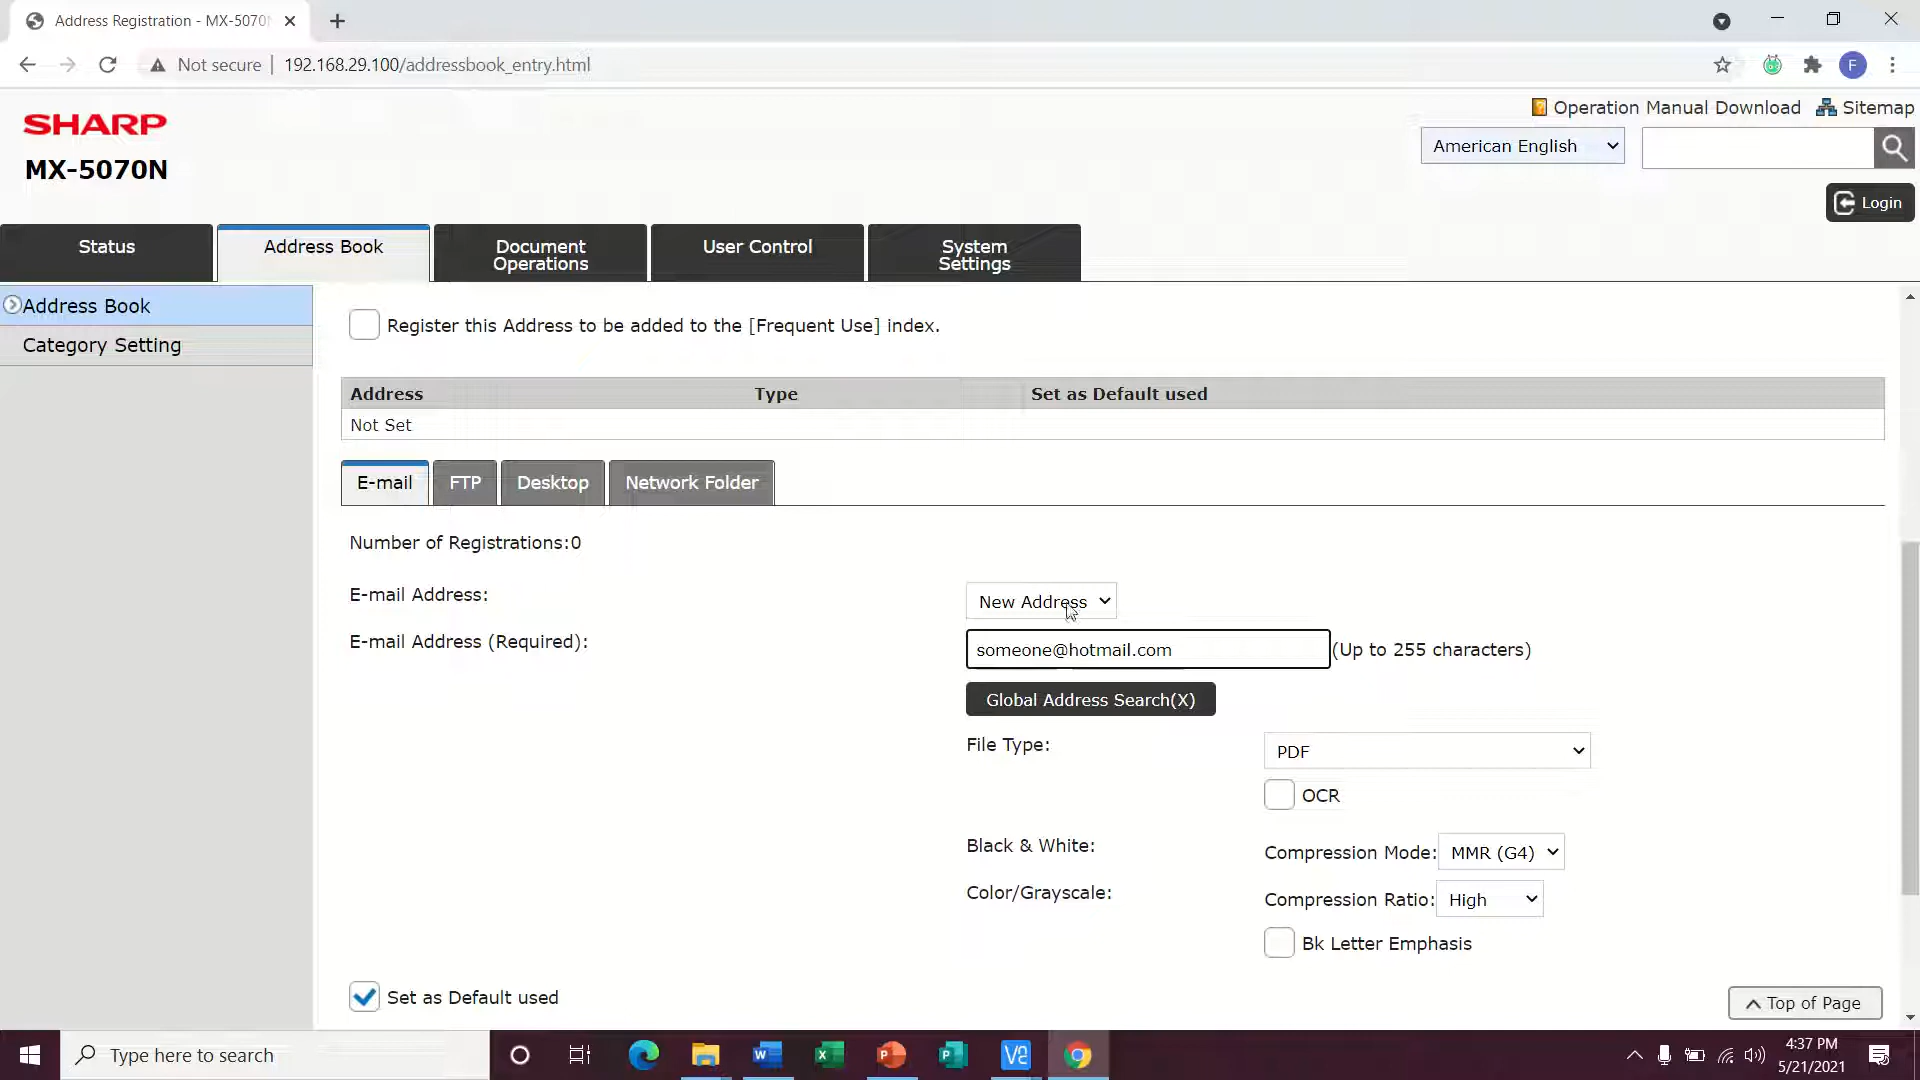 Address Registration - MX-5070
Not secure
192.168.29.100/addressbook_entry.html
F
Operation Manual Download
Sitemap
SHARP
MX-5070N
American English
Login
Status
Address Book
Document
Operations
User Control
System
Settings
Address Book
Category Setting
Register this Address to be added to the [Frequent Use] index.
Address Type Set as Default used
Not Set
E-mail FTP Desktop Network Folder
Number of Registrations:0
E-mail Address: New Address
E-mail Address (Required): someone@hotmail.com (Up to 255 characters)
Global Address Search(X)
File Type: PDF
OCR
Black & White: Compression Mode: MMR (G4)
Color/Grayscale: Compression Ratio: High
Bk Letter Emphasis
Set as Default used
Top of Page
Type here to search
4:37 PM
5/21/2021